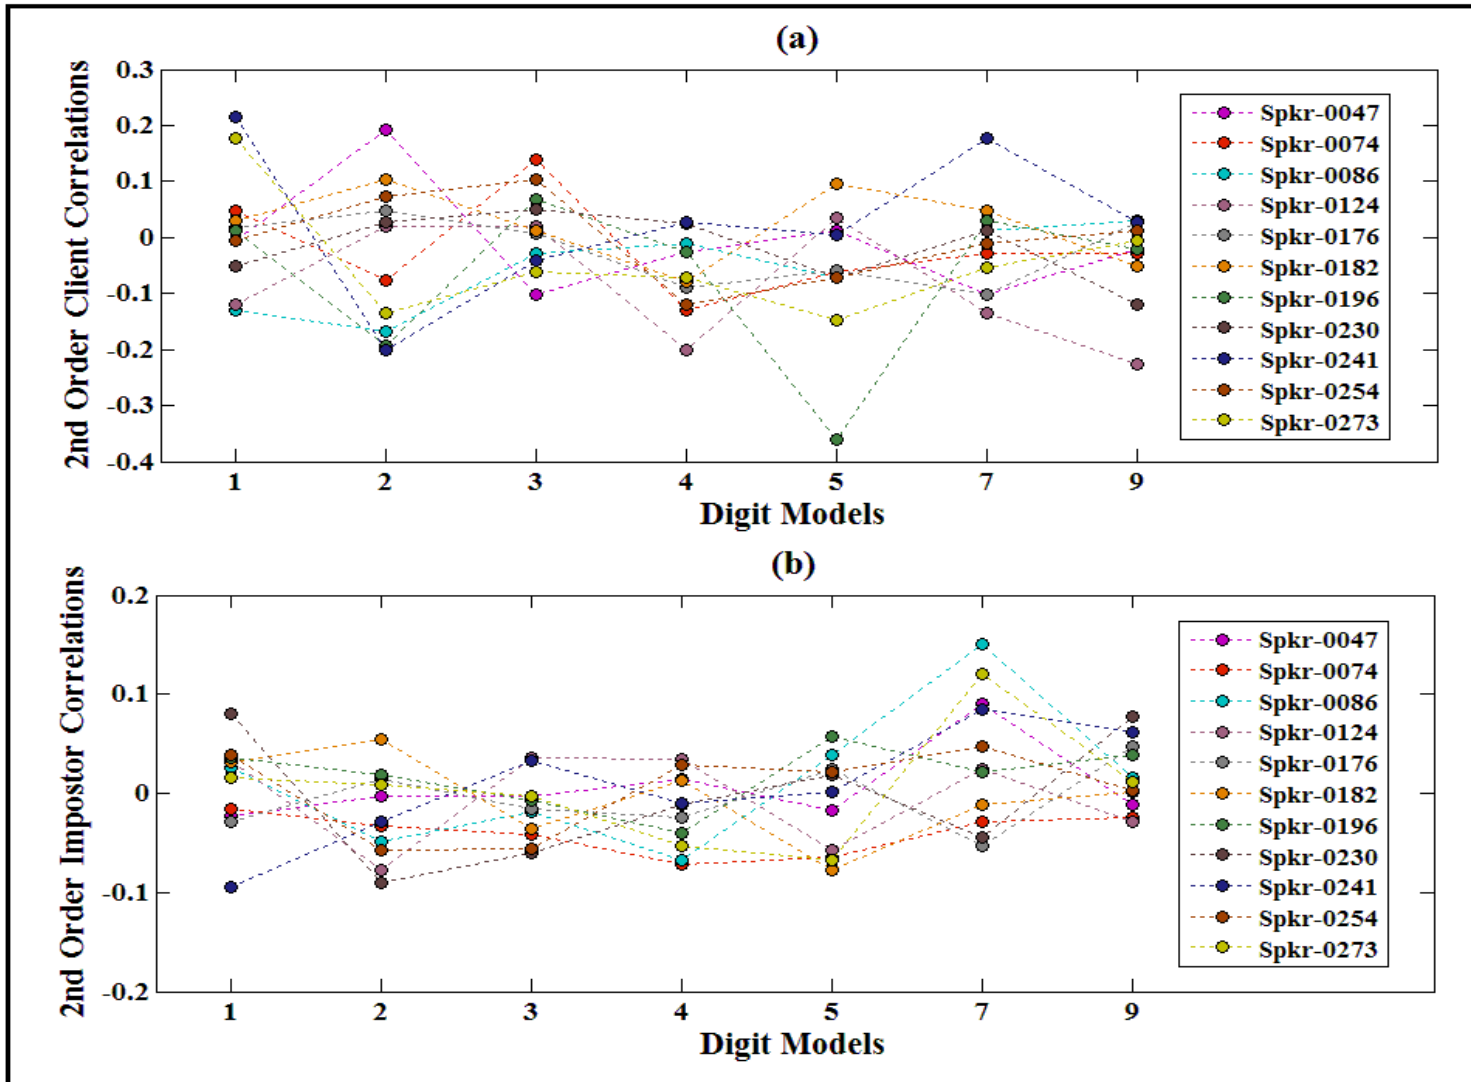 (a)
2nd Order Client Correlations
0.3
0.2
0.1
0
-0.1
-0.2
-0.3
-0.4
1 2 3 4 5 7 9
Digit Models
Spkr-0047
Spkr-0074
Spkr-0086
Spkr-0124
Spkr-0176
Spkr-0182
Spkr-0196
Spkr-0230
Spkr-0241
Spkr-0254
Spkr-0273
(b)
2nd Order Impostor Correlations
0.2
0.1
0
-0.1
-0.2
1 2 3 4 5 7 9
Digit Models
Spkr-0047
Spkr-0074
Spkr-0086
Spkr-0124
Spkr-0176
Spkr-0182
Spkr-0196
Spkr-0230
Spkr-0241
Spkr-0254
Spkr-0273